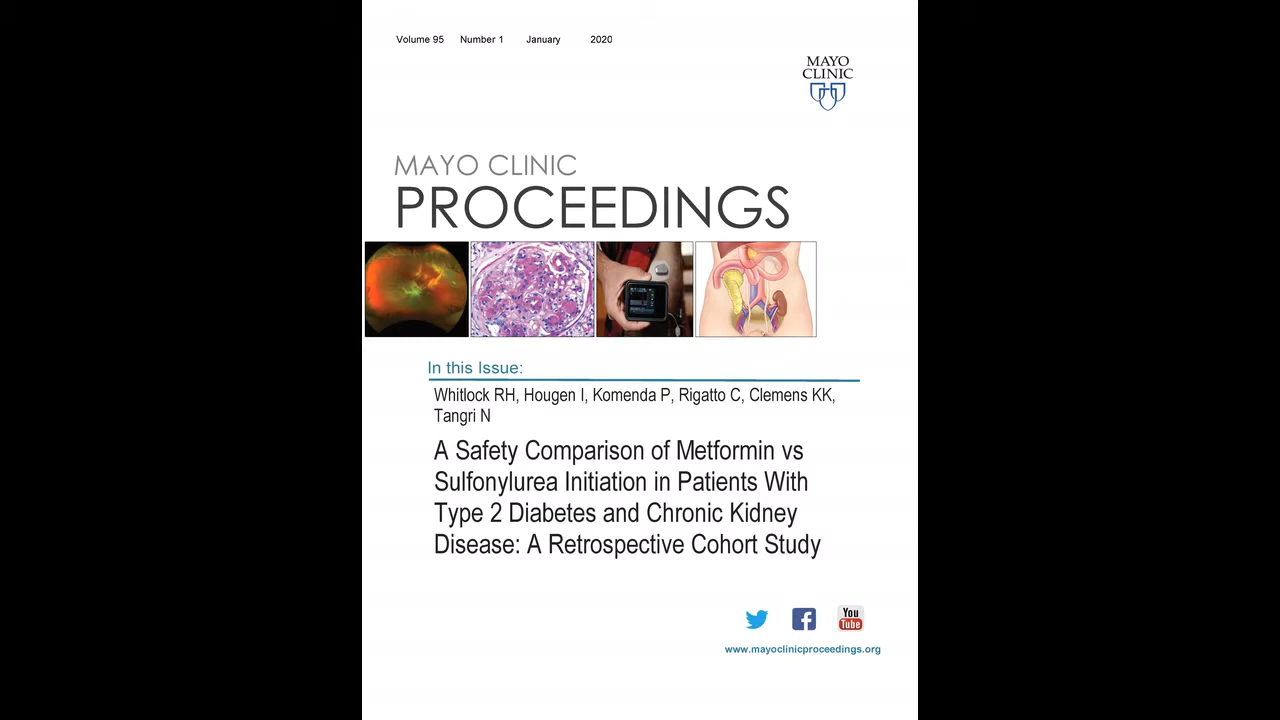 Volume 95 Number 1 January 2020
MAYO
CLINIC
MAYO CLINIC
PROCEEDINGS
In this Issue:
Whitlock RH, Hougen I, Komenda P, Rigatto C, Clemens KK,
Tangri N
A Safety Comparison of Metformin vs
Sulfonylurea Initiation in Patients With
Type 2 Diabetes and Chronic Kidney
Disease: A Retrospective Cohort Study
You
Tube
www.mayoclinicproceedings.org